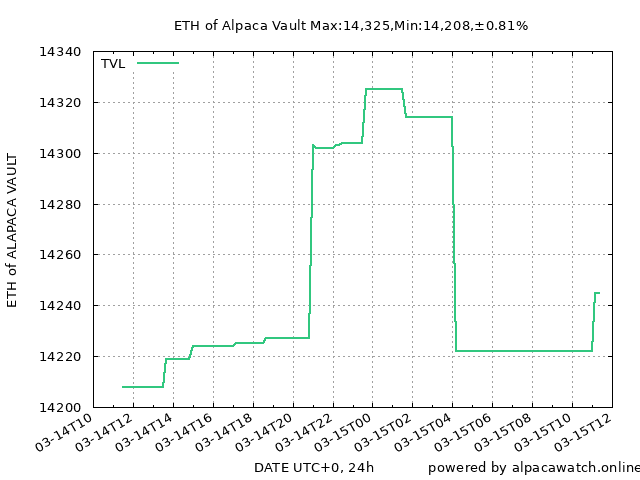 ETH of Alpaca Vault Max:14,325,Min:14,208,±0.81%
TVL
ETH of ALAPACA VAULT
14340
14320
14300
14280
14260
14240
14220
14200
03-14T10
03-14T12
03-14T14
03-14T16
03-14T18
03-14T20
03-14T22
03-15T00
03-15T02
03-15T04
03-15T06
03-15T08
03-15T10
03-15T12
DATE UTC+0, 24h
powered by alpacawatch.online